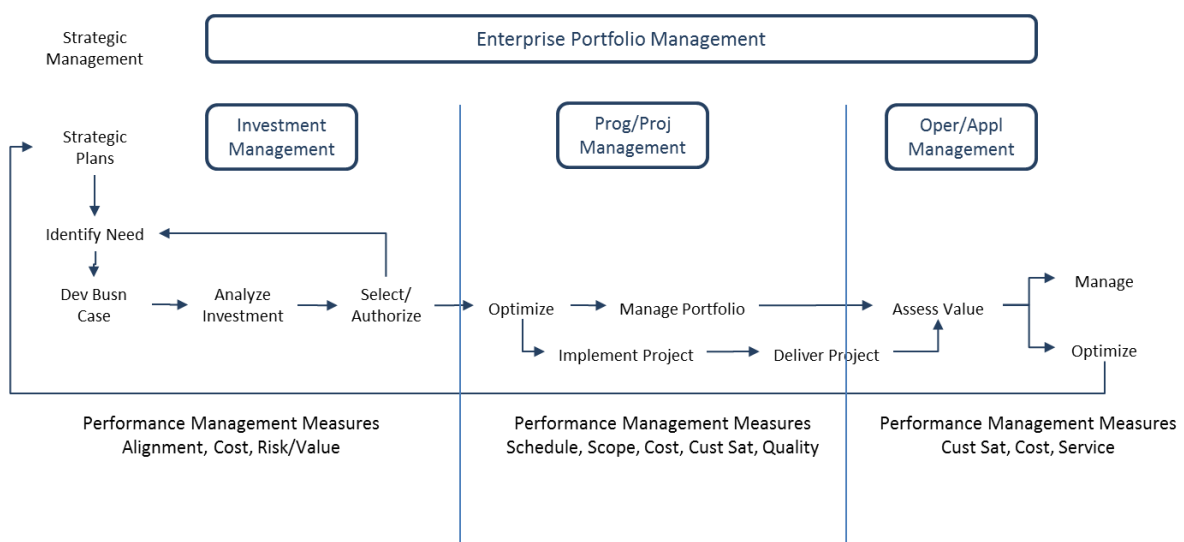 Strategic
Management
Enterprise Portfolio Management
Strategic
Plans
Investment
Management
Prog/Proj
Management
Oper/Appl
Management
Identify Need
Dev Busn
Case
Analyze
Investment
Select/
Authorize
Optimize
Manage Portfolio
Assess Value
Manage
Implement Project
Deliver Project
Optimize
Performance Management Measures
Alignment, Cost, Risk/Value
Performance Management Measures
Schedule, Scope, Cost, Cust Sat, Quality
Performance Management Measures
Cust Sat, Cost, Service